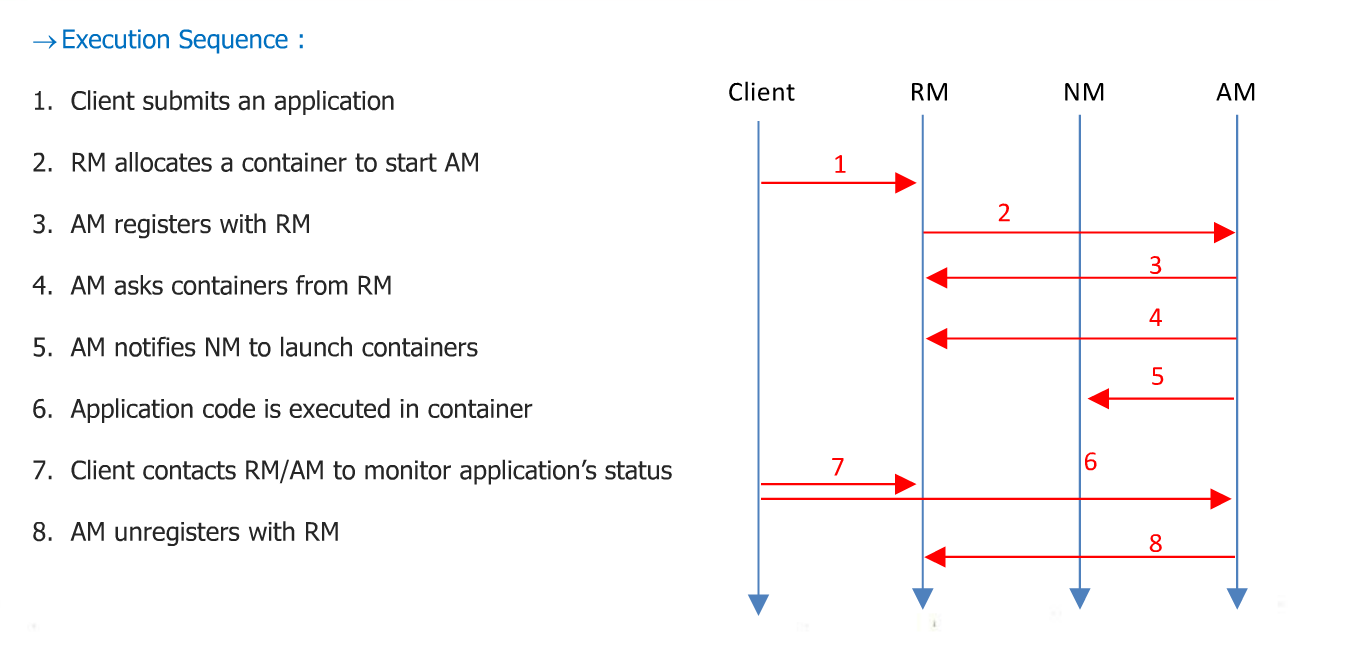 →Execution Sequence :
1. Client submits an application
2. RM allocates a container to start AM
3. AM registers with RM
4. AM asks containers from RM
5. AM notifies NM to launch containers
6. Application code is executed in container
7. Client contacts RM/AM to monitor application’s status
8. AM unregisters with RM
Client RM NM AM
1
2
3
4
5
6
7
8